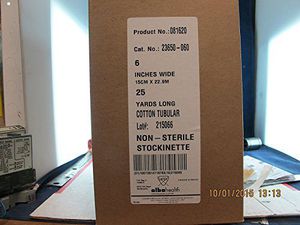 Product No.: 081620
Cat. No.: 23650-060
6
INCHES WIDE
15CM X 22.9M
25
YARDS LONG
COTTON TUBULAR
Lot#: 215066
NON-STERILE
STOCKINETTE
albahealth
10/01/2015 13:13